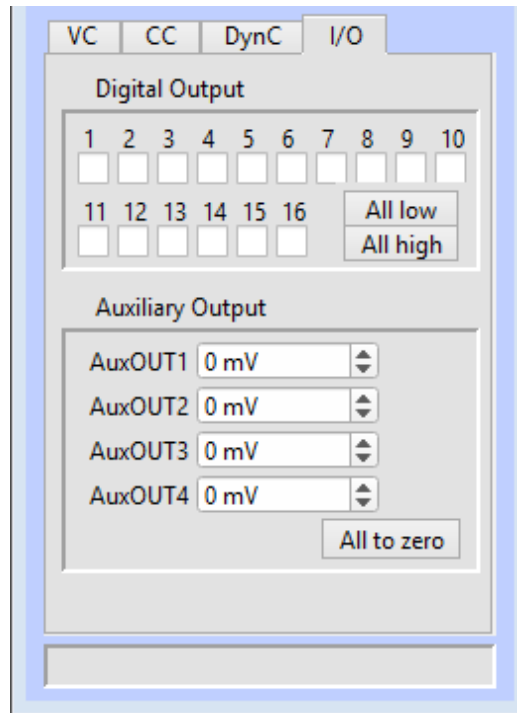 VC CC DynC I/O
Digital Output
1 2 3 4 5 6 7 8 9 10
11 12 13 14 15 16 All low
All high
Auxiliary Output
AuxOUT1 0 mV
AuxOUT2 0 mV
AuxOUT3 0 mV
AuxOUT4 0 mV
All to zero